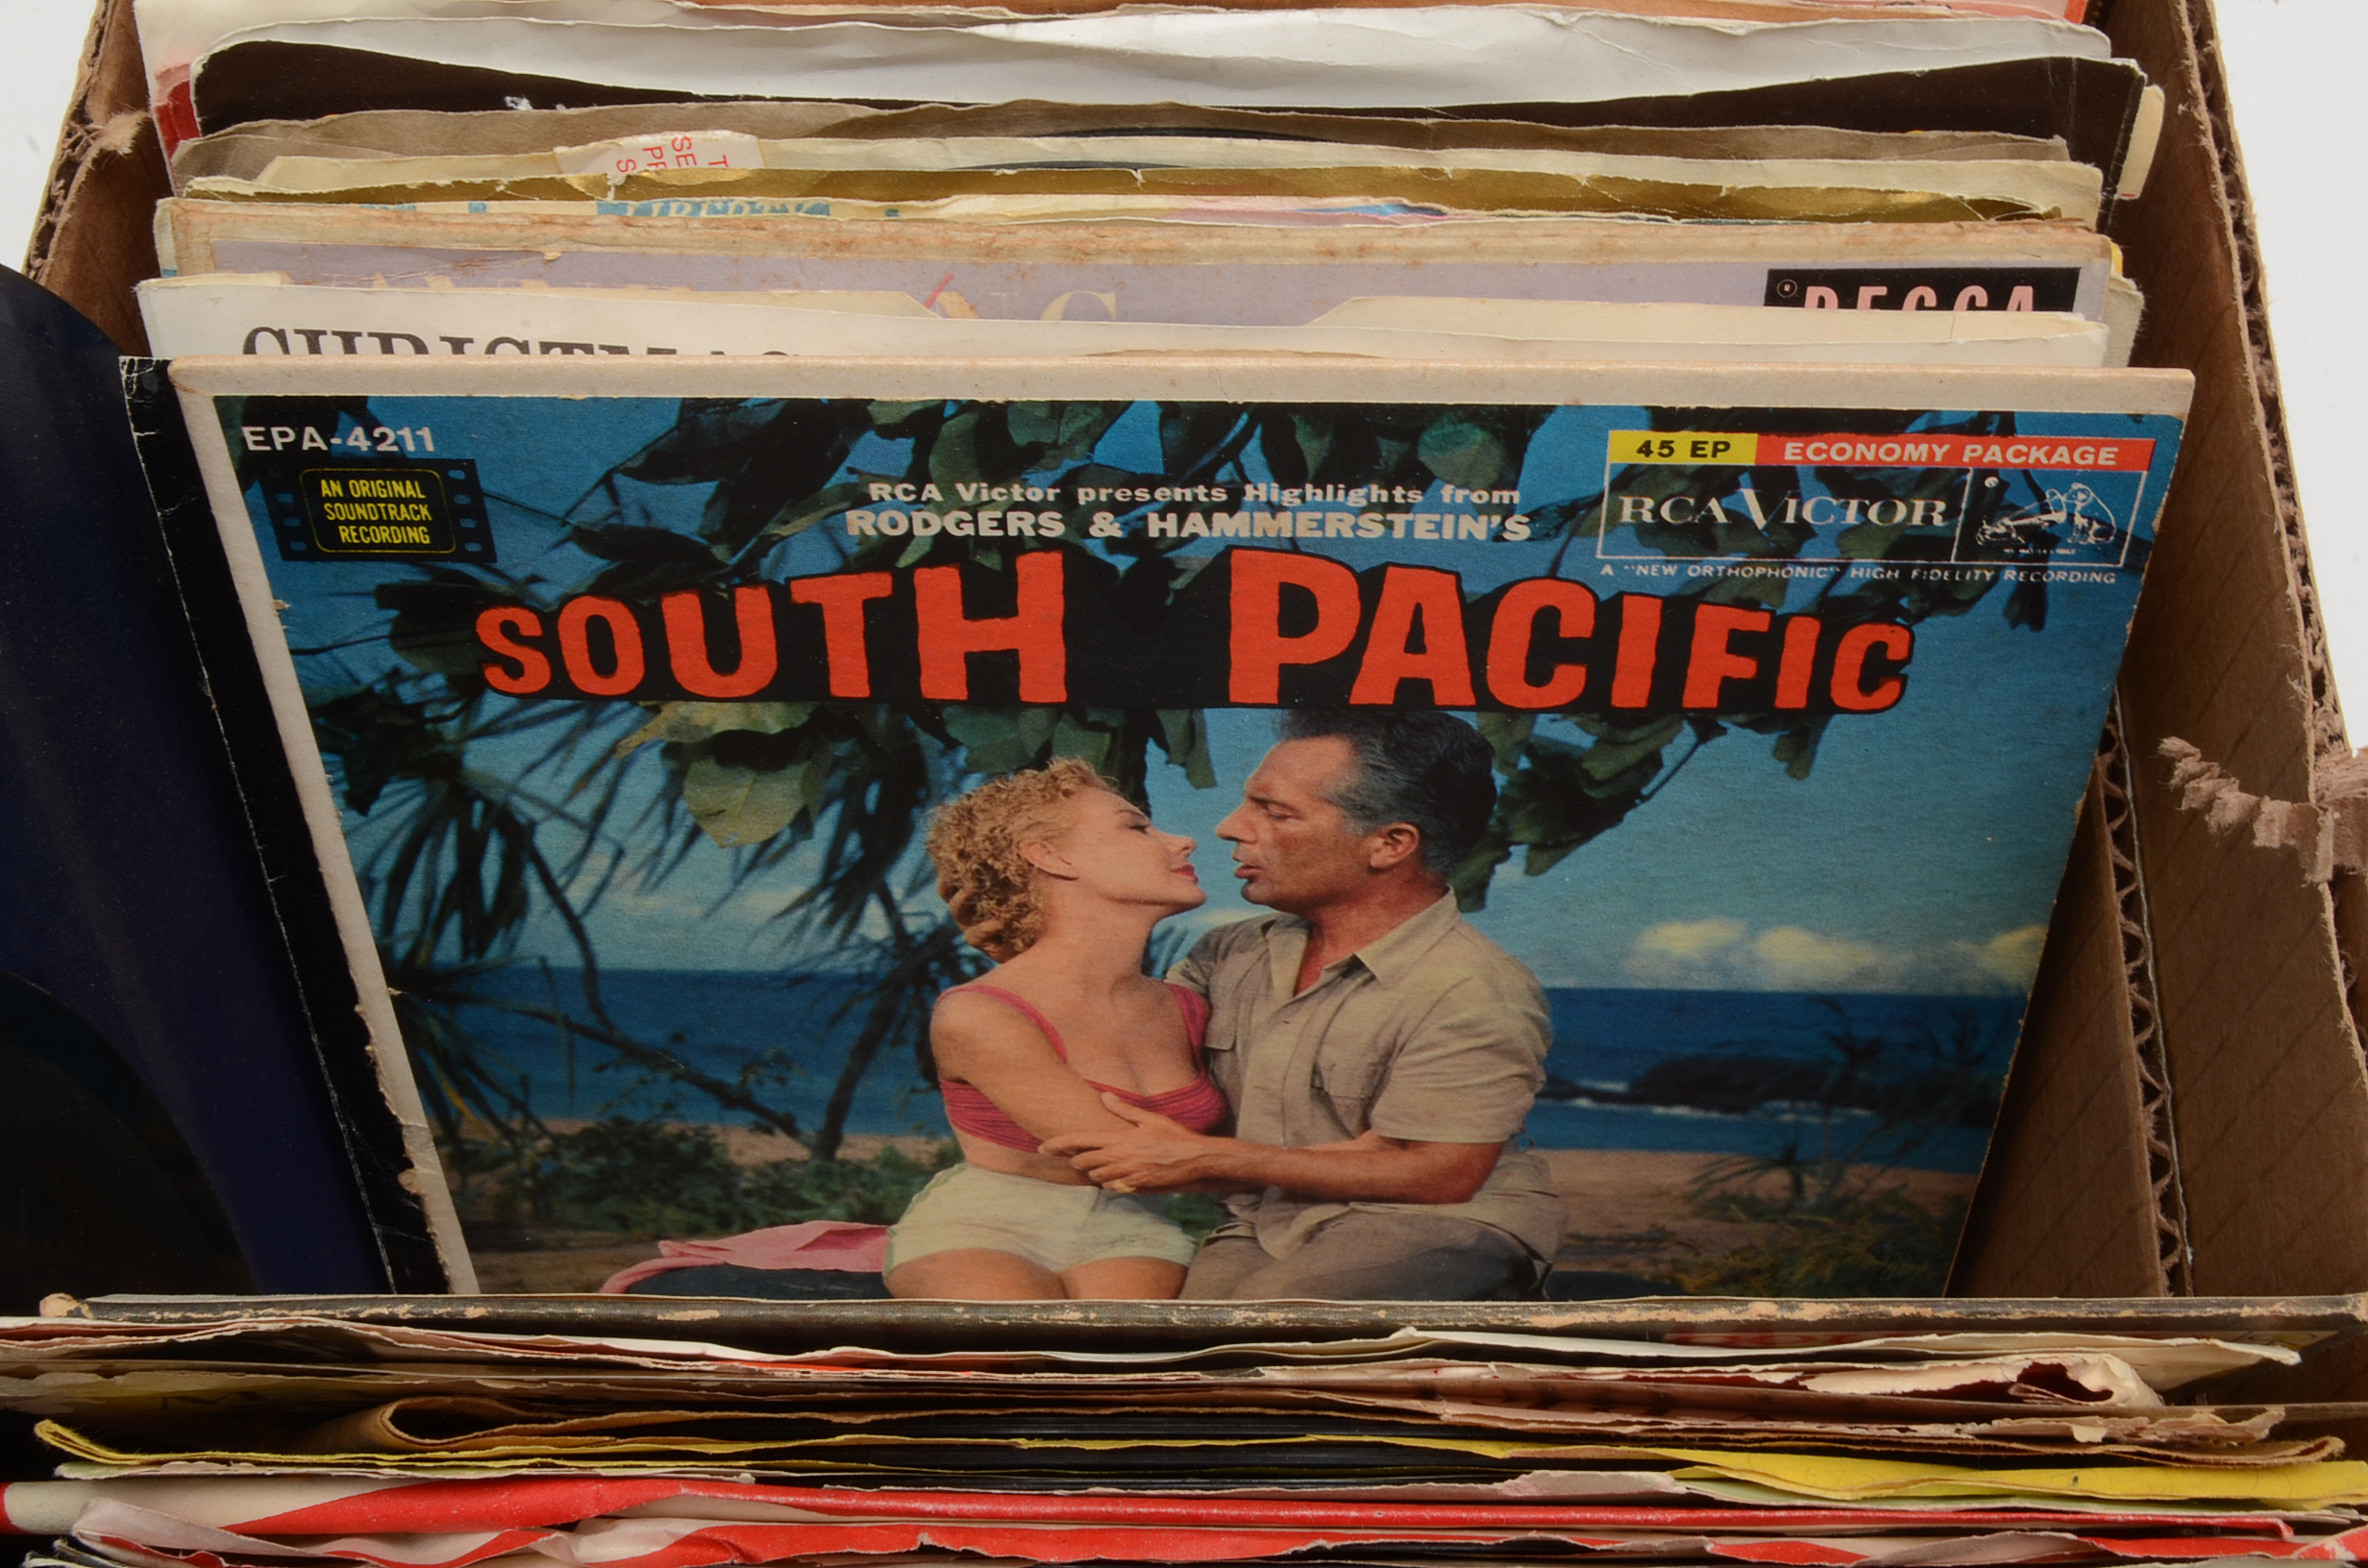 DECCA
CHRISTMAS
EPA-4211
AN ORIGINAL
SOUNDTRACK
RECORDING
RCA Victor presents Highlights from
RODGERS & HAMMERSTEIN'S
SOUTH PACIFIC
45 EP ECONOMY PACKAGE
RCA VICTOR
A "NEW ORTHOPHONIC" HIGH FIDELITY RECORDING